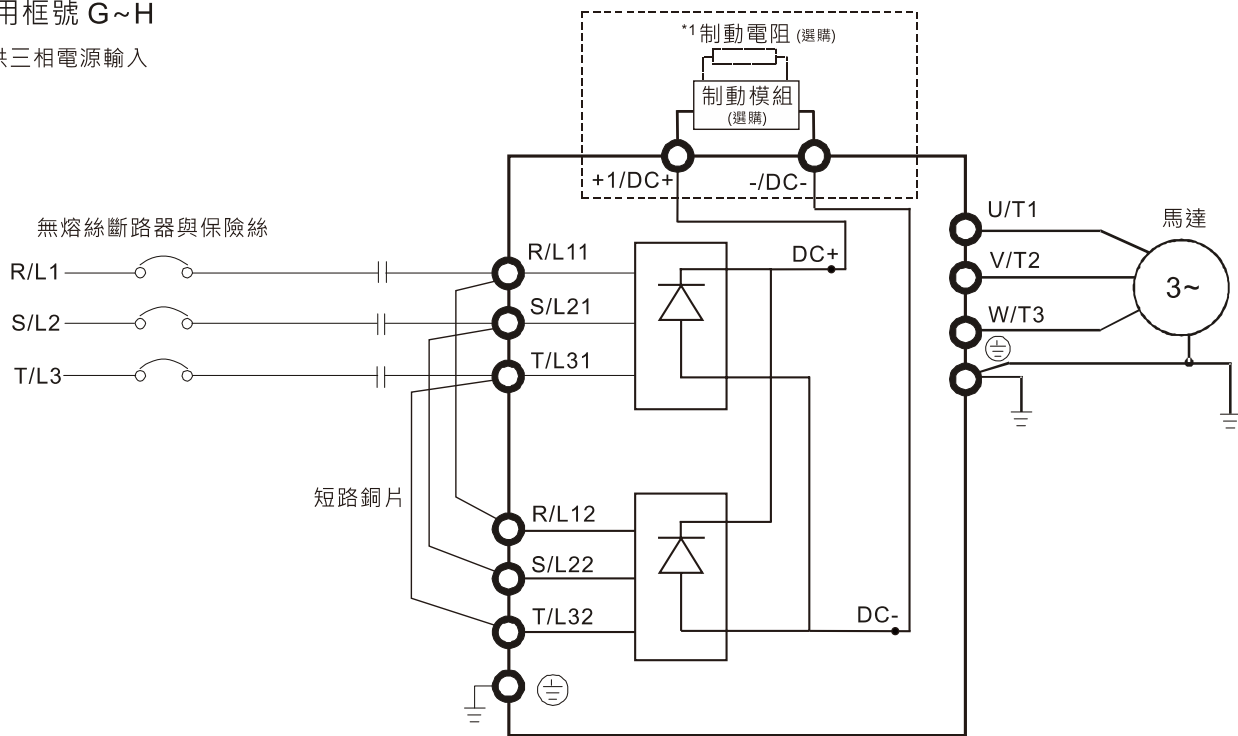 用框號 G~H
供三相電源輸入
*1制動電阻 (選購)
制動模組
(選購)
+1/DC+
-/DC-
無熔絲斷路器與保險絲
R/L1
S/L2
T/L3
R/L11
S/L21
T/L31
DC+
U/T1
V/T2
W/T3
馬達
3~
短路銅片
R/L12
S/L22
T/L32
DC-